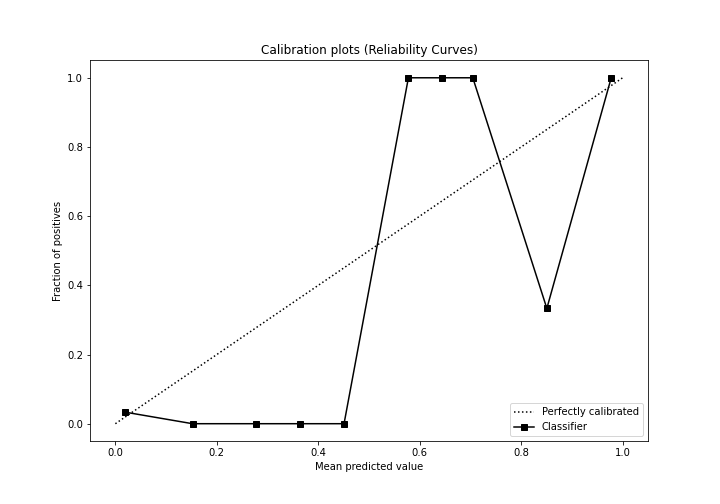 Calibration plots (Reliability Curves)
1.0
0.8
0.6
0.4
0.2
0.0
Fraction of positives
0.0 0.2 0.4 0.6 0.8 1.0
Mean predicted value
Perfectly calibrated
Classifier